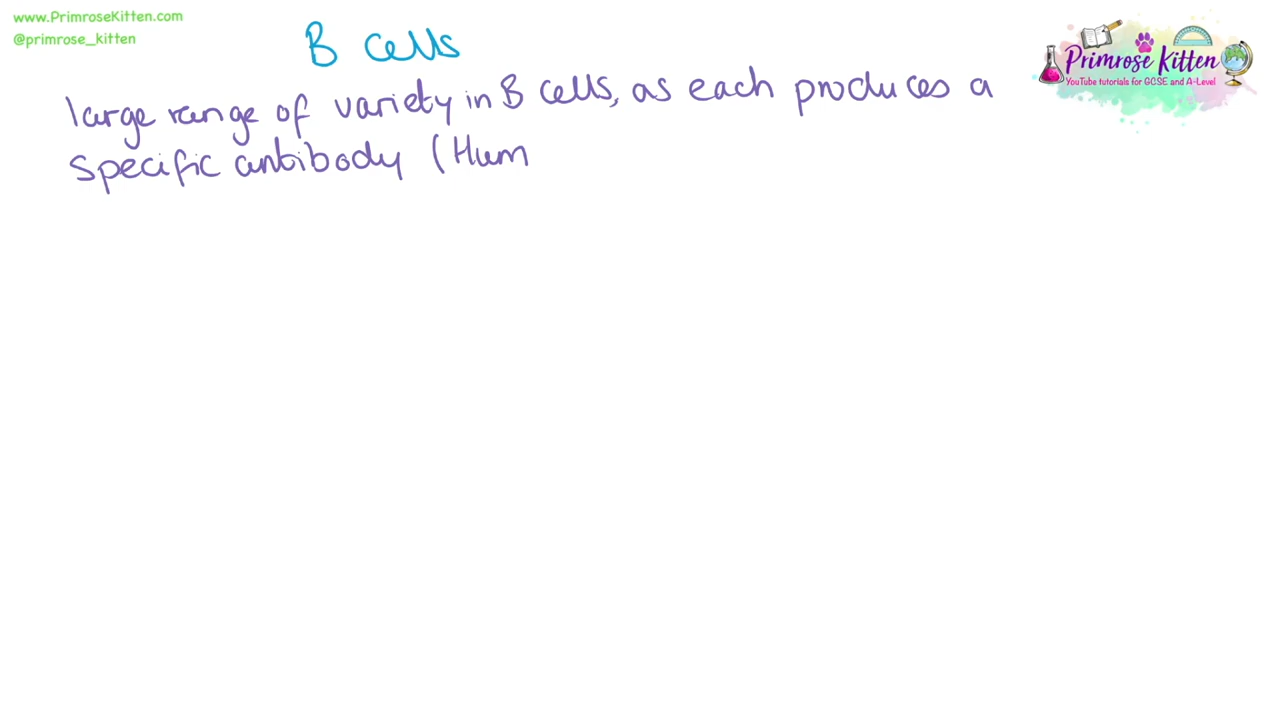 www.PrimroseKitten.com
@primrose_kitten
B cells
Primrose Kitten
YouTube tutorials for GCSE and A-Level
large range of variety in B cells, as each produces a
specific antibody (Hum